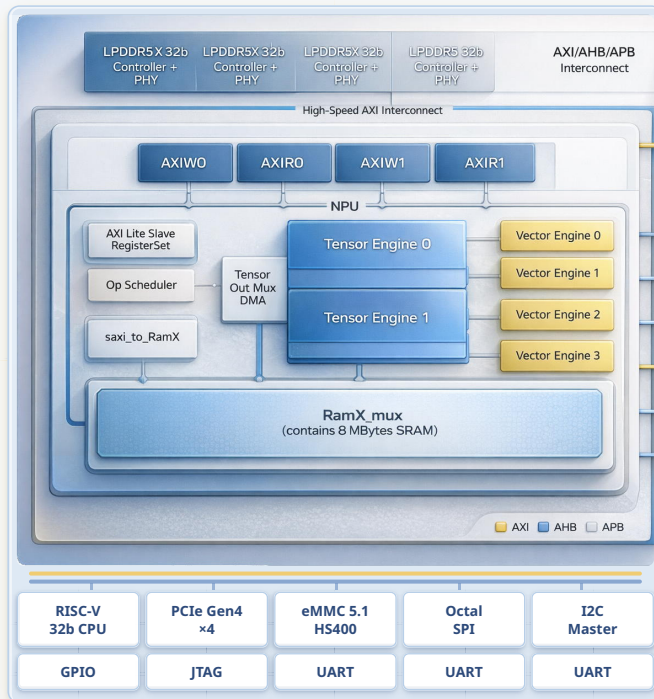 LPDDR5X 32b
Controller +
PHY
LPDDR5X 32b
Controller +
PHY
LPDDR5X 32b
Controller +
PHY
LPDDR5 32b
Controller +
PHY
AXI/AHB/APB
Interconnect
High-Speed AXI Interconnect
AXIW0
AXIR0
AXIW1
AXIR1
NPU
AXI Lite Slave
RegisterSet
Op Scheduler
saxi_to_RamX
Tensor
Out Mux
DMA
Tensor Engine 0
Tensor Engine 1
Vector Engine 0
Vector Engine 1
Vector Engine 2
Vector Engine 3
RamX_mux
(contains 8 MBytes SRAM)
AXI
AHB
APB
RISC-V
32b CPU
PCIe Gen4
×4
eMMC 5.1
HS400
Octal
SPI
I2C
Master
GPIO
JTAG
UART
UART
UART